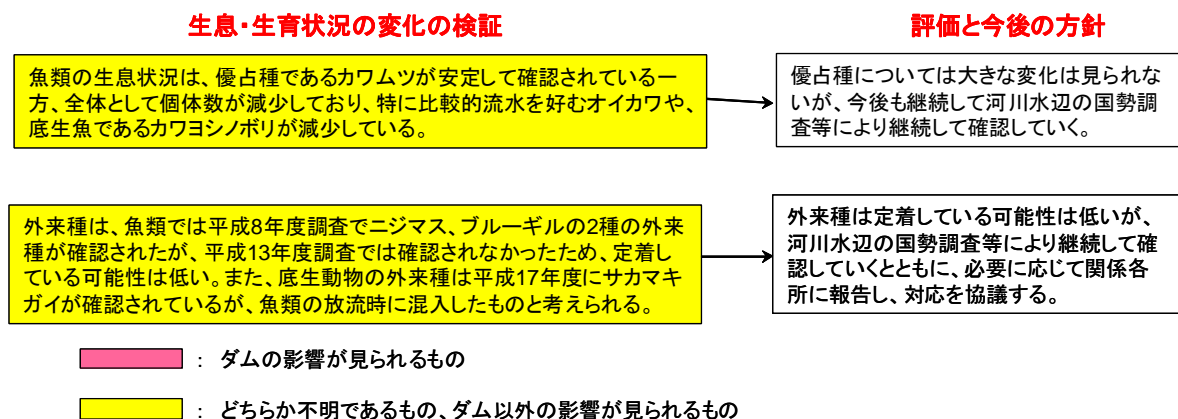 生息・生育状況の変化の検証
評価と今後の方針
魚類の生息状況は、優占種であるカワムツが安定して確認されている一
方、全体として個体数が減少しており、特に比較的流水を好むオイカワや、
底生魚であるカワヨシノボリが減少している。
優占種については大きな変化は見られな
いが、今後も継続して河川水辺の国勢調
査等により継続して確認していく。
外来種は、魚類では平成8年度調査でニジマス、ブルーギルの2種の外来
種が確認されたが、平成13年度調査では確認されなかったため、定着し
ている可能性は低い。また、底生動物の外来種は平成17年度にサカマキ
ガイが確認されているが、魚類の放流時に混入したものと考えられる。
外来種は定着している可能性は低いが、
河川水辺の国勢調査等により継続して確
認していくとともに、必要に応じて関係各
所に報告し、対応を協議する。
： ダムの影響が見られるもの
： どちらか不明であるもの、ダム以外の影響が見られるもの